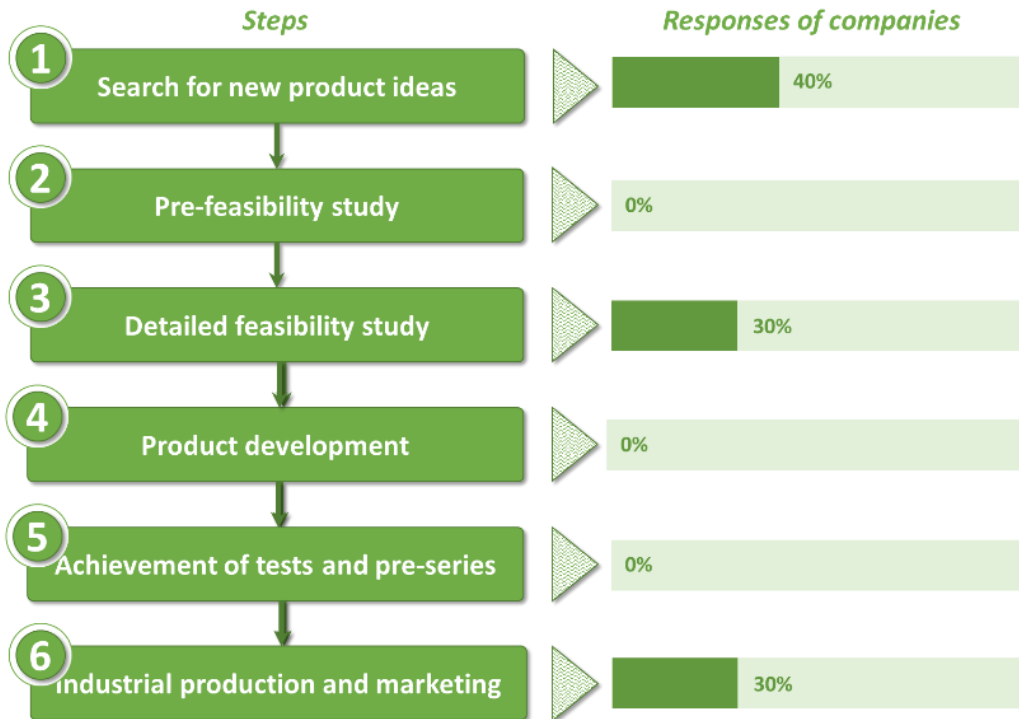 Steps
Responses of companies
1
Search for new product ideas
40%
2
Pre-feasibility study
0%
3
Detailed feasibility study
30%
4
Product development
0%
5
Achievement of tests and pre-series
0%
6
Industrial production and marketing
30%